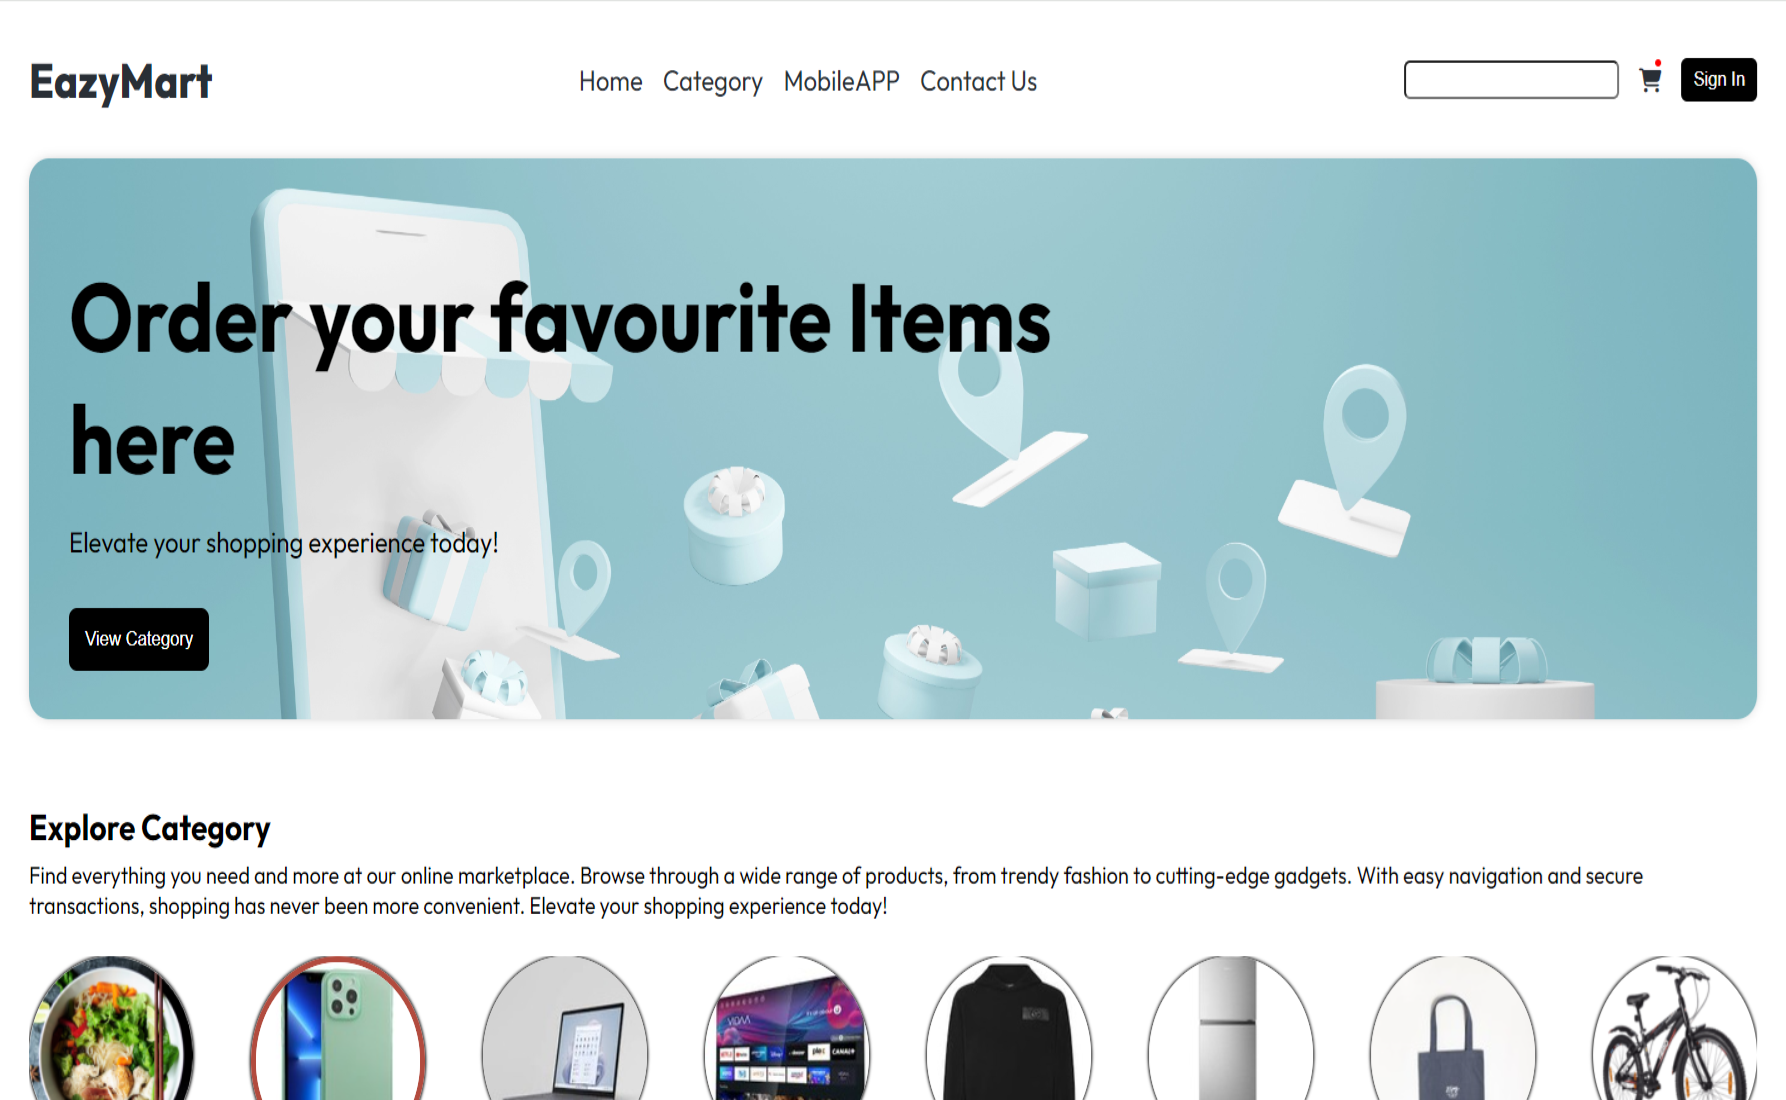 EazyMart
Home Category MobileAPP Contact Us
Sign In
Order your favourite Items
here
Elevate your shopping experience today!
View Category
Explore Category
Find everything you need and more at our online marketplace. Browse through a wide range of products, from trendy fashion to cutting-edge gadgets. With easy navigation and secure
transactions, shopping has never been more convenient. Elevate your shopping experience today!
VIDAA
CANAL+